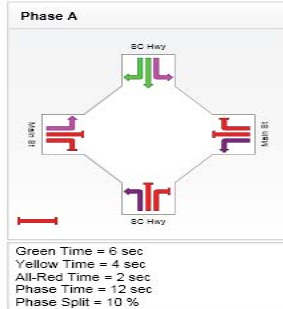 Phase A
SC Hwy
Main St
Main St
SC Hwy
Green Time = 6 sec
Yellow Time = 4 sec
All-Red Time = 2 sec
Phase Time = 12 sec
Phase Split = 10 %